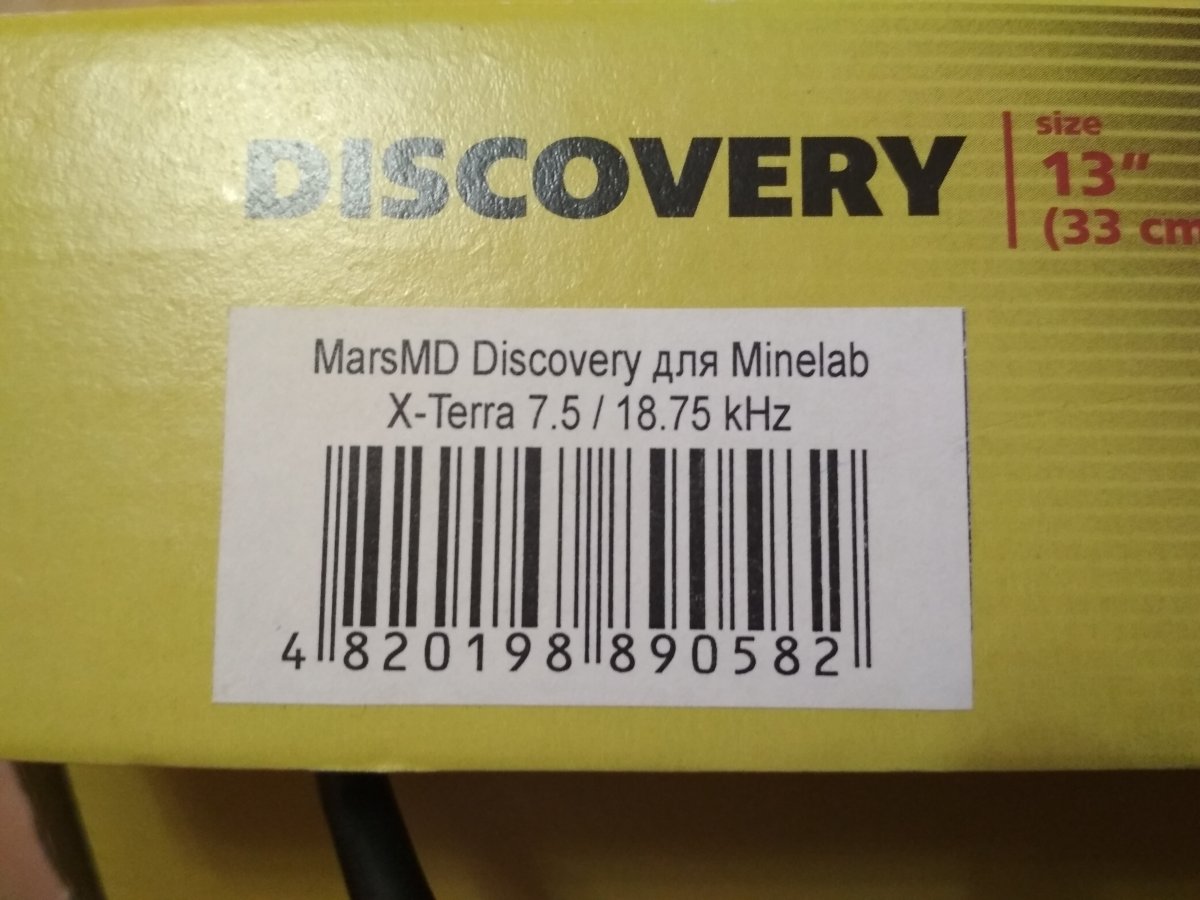 DISCOVERY
size
13"
(33 cm
MarsMD Discovery для Minelab
X-Terra 7.5 / 18.75 kHz
4 820198 890582